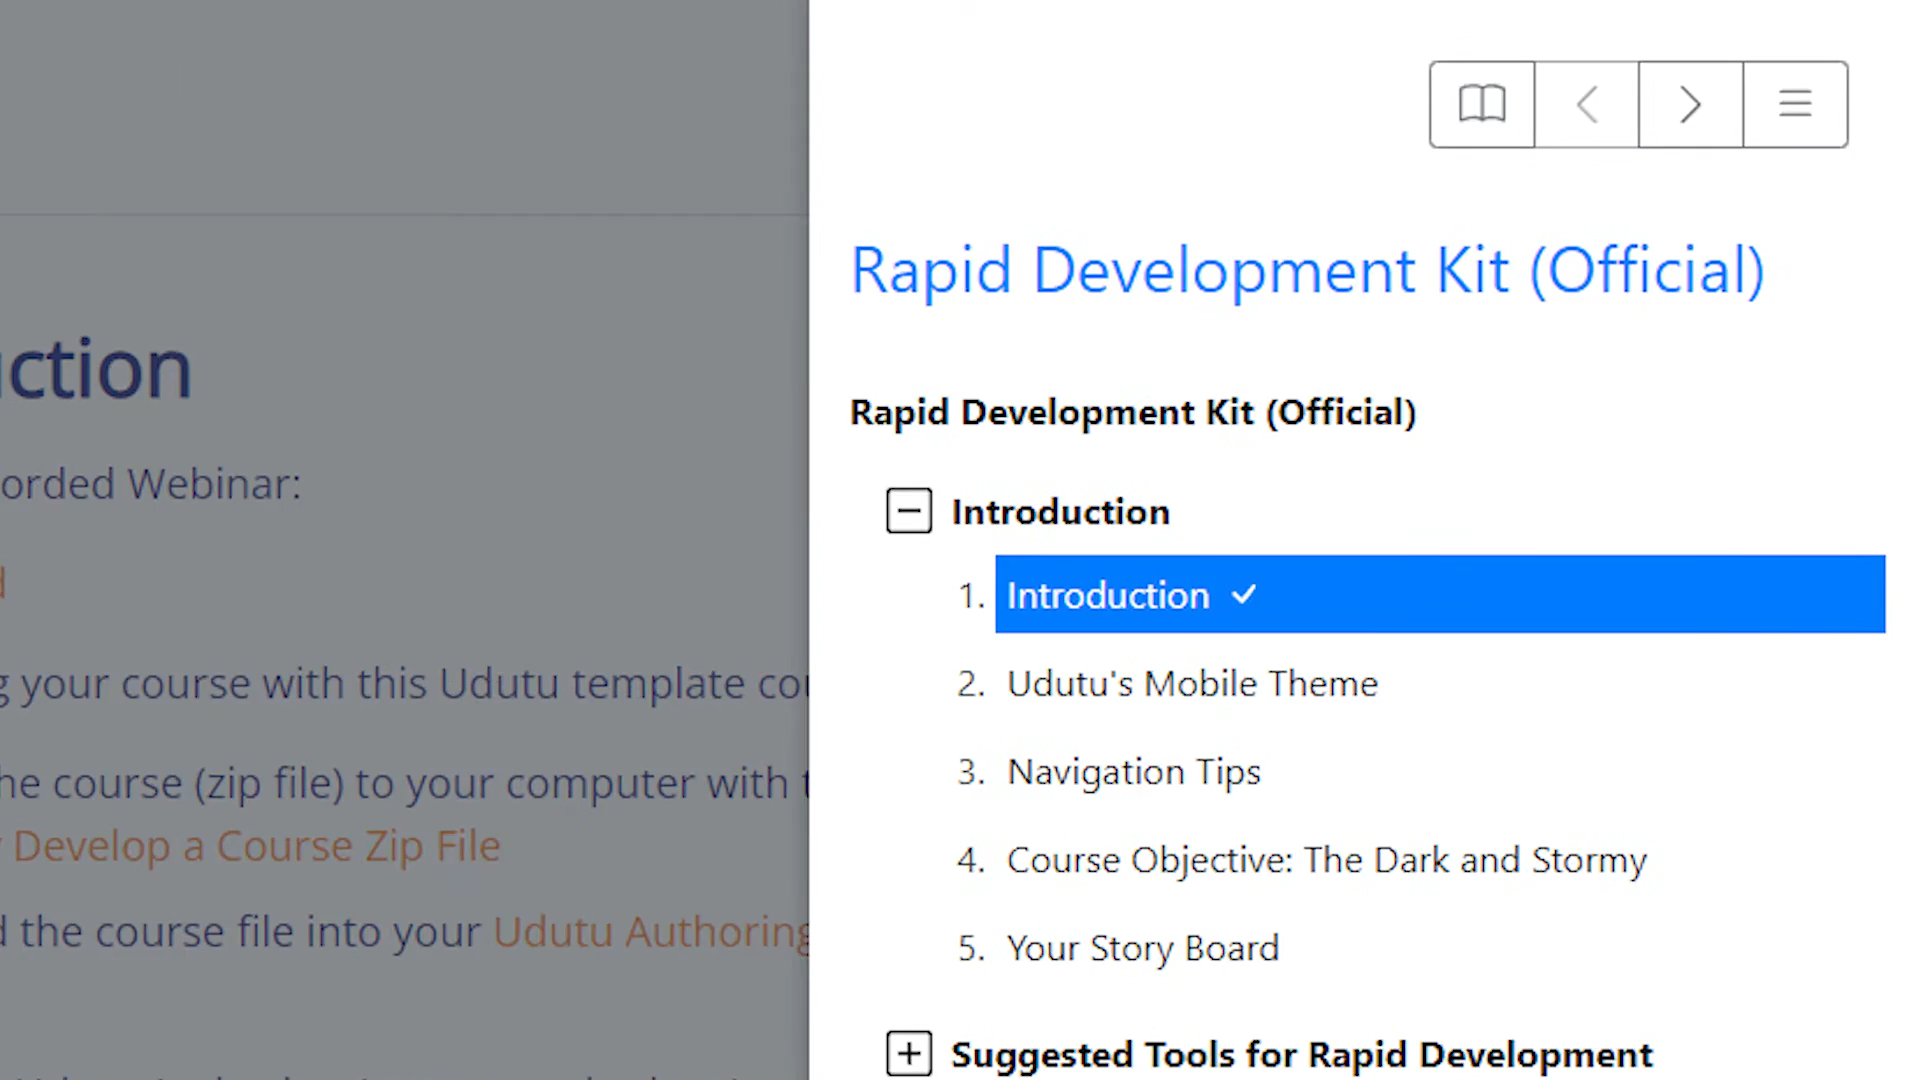 Rapid Development Kit (Official)
Rapid Development Kit (Official)
Introduction
1. Introduction ✓
2. Udutu's Mobile Theme
3. Navigation Tips
4. Course Objective: The Dark and Stormy
5. Your Story Board
Suggested Tools for Rapid Development
uction
orded Webinar:
d
g your course with this Udutu template cou
he course (zip file) to your computer with t
Develop a Course Zip File
d the course file into your Udutu Authoring